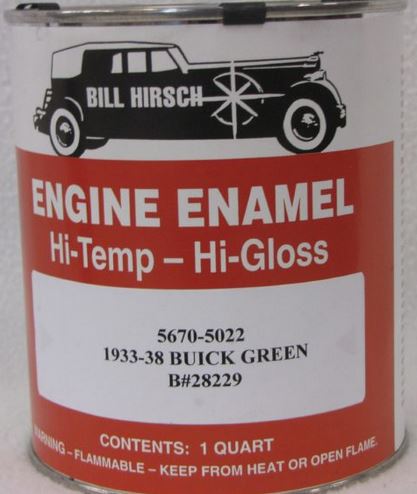 BILL HIRSCH
ENGINE ENAMEL
Hi-Temp – Hi-Gloss
5670-5022
1933-38 BUICK GREEN
B#28229
CONTENTS: 1 QUART
WARNING – FLAMMABLE – KEEP FROM HEAT OR OPEN FLAME.